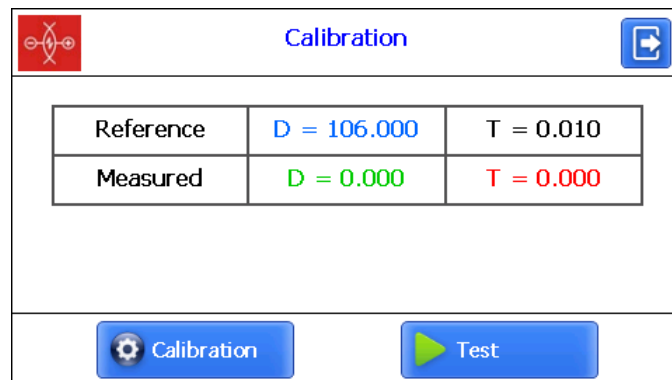 Calibration
Reference D = 106.000 T = 0.010
Measured D = 0.000 T = 0.000
Calibration Test